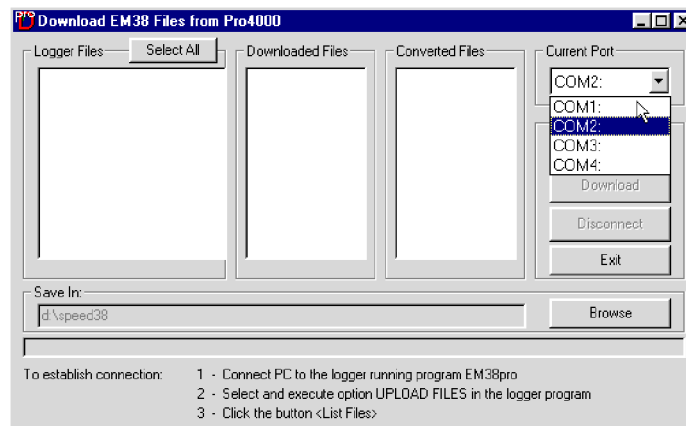 Pro Download EM38 Files from Pro4000
Logger Files
Select All
Downloaded Files
Converted Files
Current Port
COM2:
COM1:
COM2:
COM3:
COM4:
Download
Disconnect
Exit
Save In:
d:\speed38
Browse
To establish connection: 1 - Connect PC to the logger running program EM38pro
2 - Select and execute option UPLOAD FILES in the logger program
3 - Click the button <List Files>